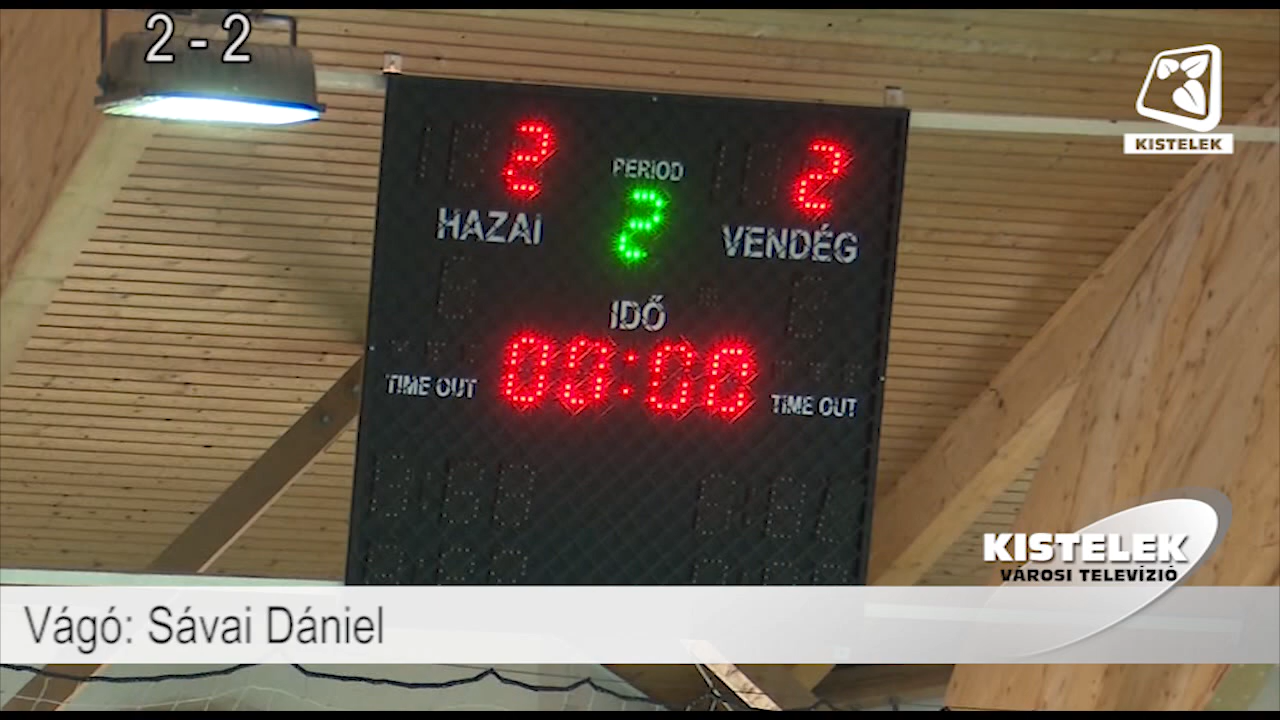 2 - 2
KISTELEK
2 PERIOD 2
HAZAI 2 VENDÉG
IDŐ
00:00
TIME OUT TIME OUT
KISTELEK
VÁROSI TELEVÍZIÓ
Vágó: Sávai Dániel